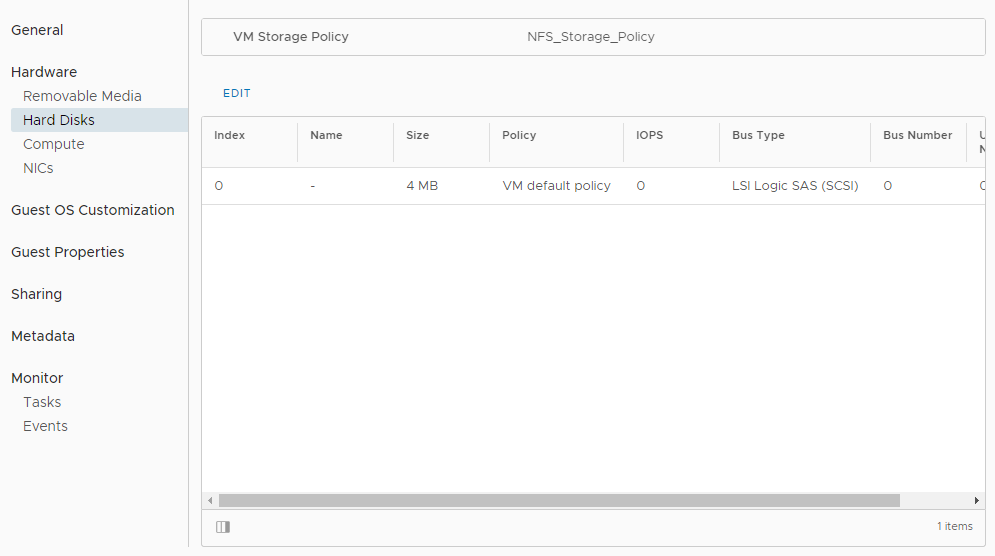 General
Hardware
Removable Media
Hard Disks
Compute
NICs
Guest OS Customization
Guest Properties
Sharing
Metadata
Monitor
Tasks
Events
VM Storage Policy NFS_Storage_Policy
EDIT
Index Name Size Policy IOPS Bus Type Bus Number
0 - 4 MB VM default policy 0 LSI Logic SAS (SCSI) 0
1 items